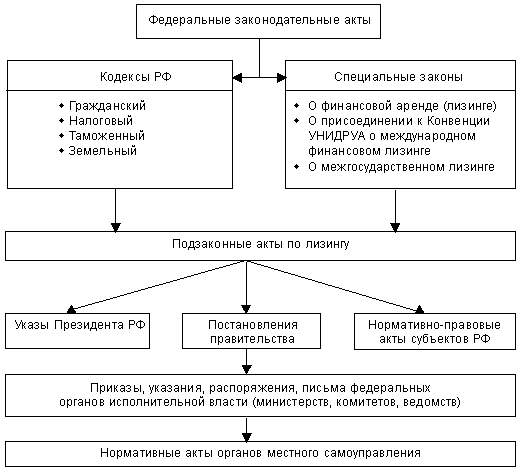 Федеральные законодательные акты
Кодексы РФ
Гражданский
Налоговый
Таможенный
Земельный
Специальные законы
О финансовой аренде (лизинге)
О присоединении к Конвенции
УНИДРУА о международном
финансовом лизинге
О межгосударственном лизинге
Подзаконные акты по лизингу
Указы Президента РФ
Постановления
правительства
Нормативно-правовые
акты субъектов РФ
Приказы, указания, распоряжения, письма федеральных
органов исполнительной власти (министерств, комитетов, ведомств)
Нормативные акты органов местного самоуправления